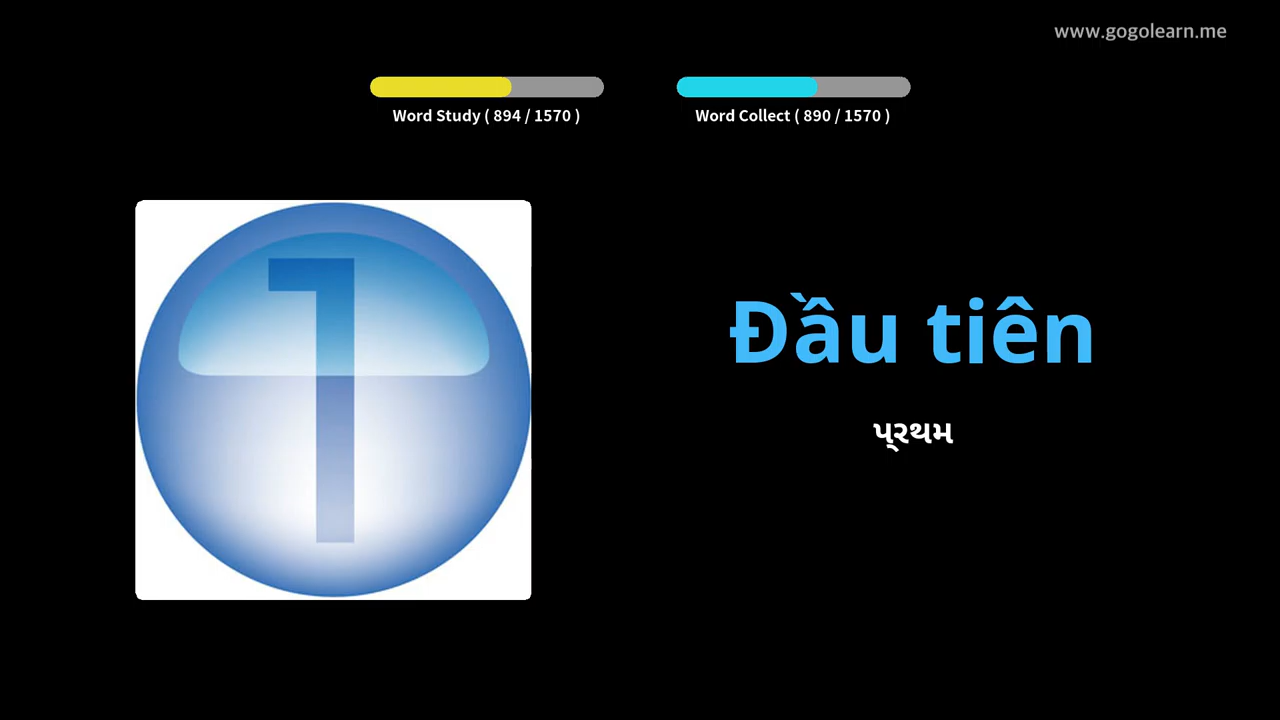 www.gogolearn.me
Word Study ( 894 / 1570 )
Word Collect ( 890 / 1570 )
1
Đầu tiên
પ્રથમ